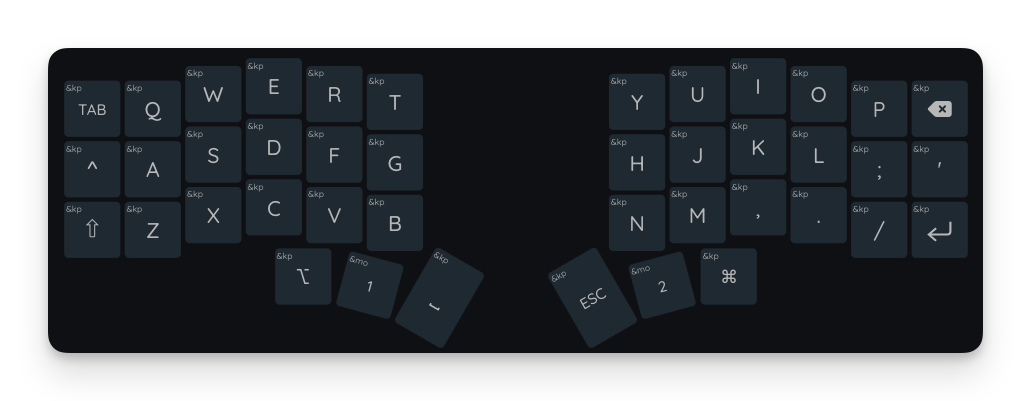 &kp &kp &kp &kp &kp &kp &kp &kp &kp &kp &kp &kp
TAB Q W E R T Y U I O P ⌫
&kp &kp &kp &kp &kp &kp &kp &kp &kp &kp &kp &kp
^ A S D F G H J K L ; '
&kp &kp &kp &kp &kp &kp &kp &kp &kp &kp &kp &kp
⇧ Z X C V B N M , . / ↵
&kp &mo &kp &kp &mo &kp
⌥ 1 ⎵ ESC 2 ⌘